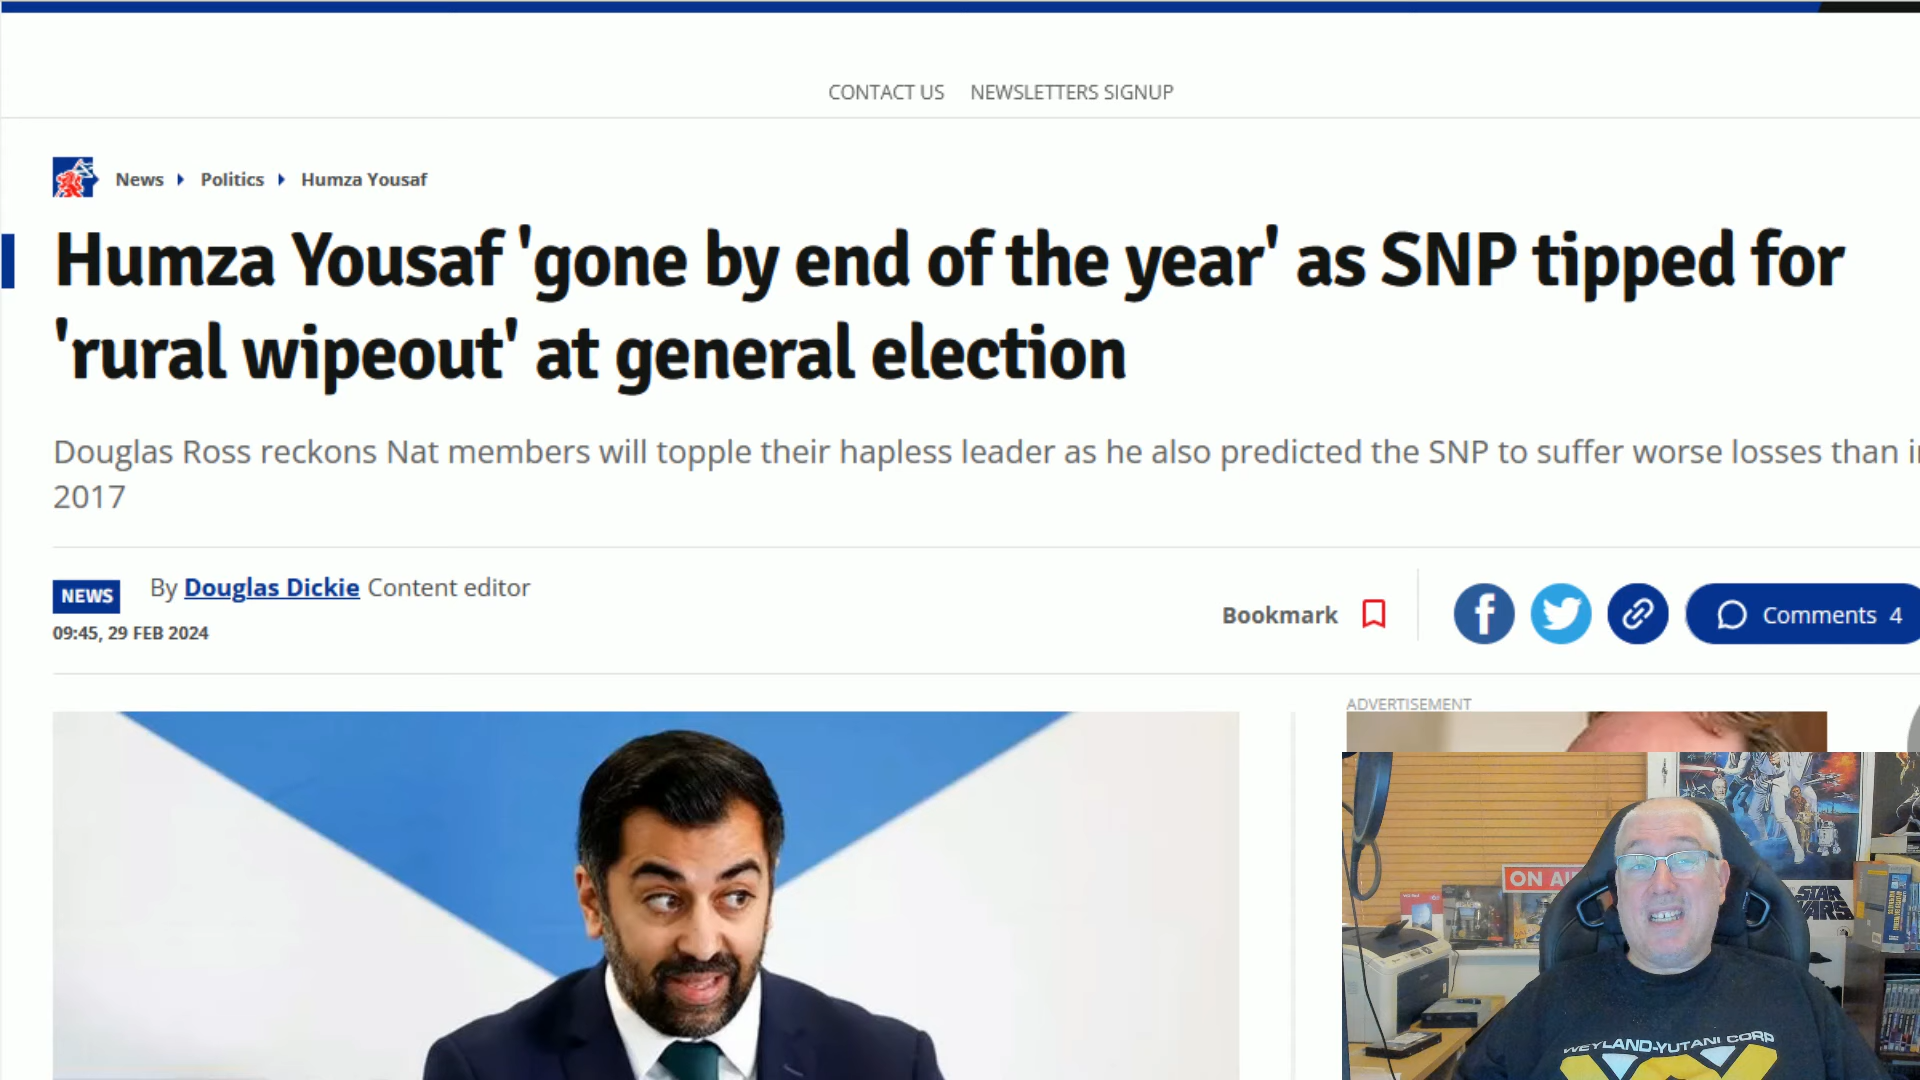 CONTACT US NEWSLETTERS SIGNUP
News Politics Humza Yousaf
Humza Yousaf 'gone by end of the year' as SNP tipped for
'rural wipeout' at general election
Douglas Ross reckons Nat members will topple their hapless leader as he also predicted the SNP to suffer worse losses than
2017
NEWS By Douglas Dickie Content editor
09:45, 29 FEB 2024
Bookmark
Comments 4
ADVERTISEMENT
ON
STAR
WARS
WEYLAND-YUTANI CORP